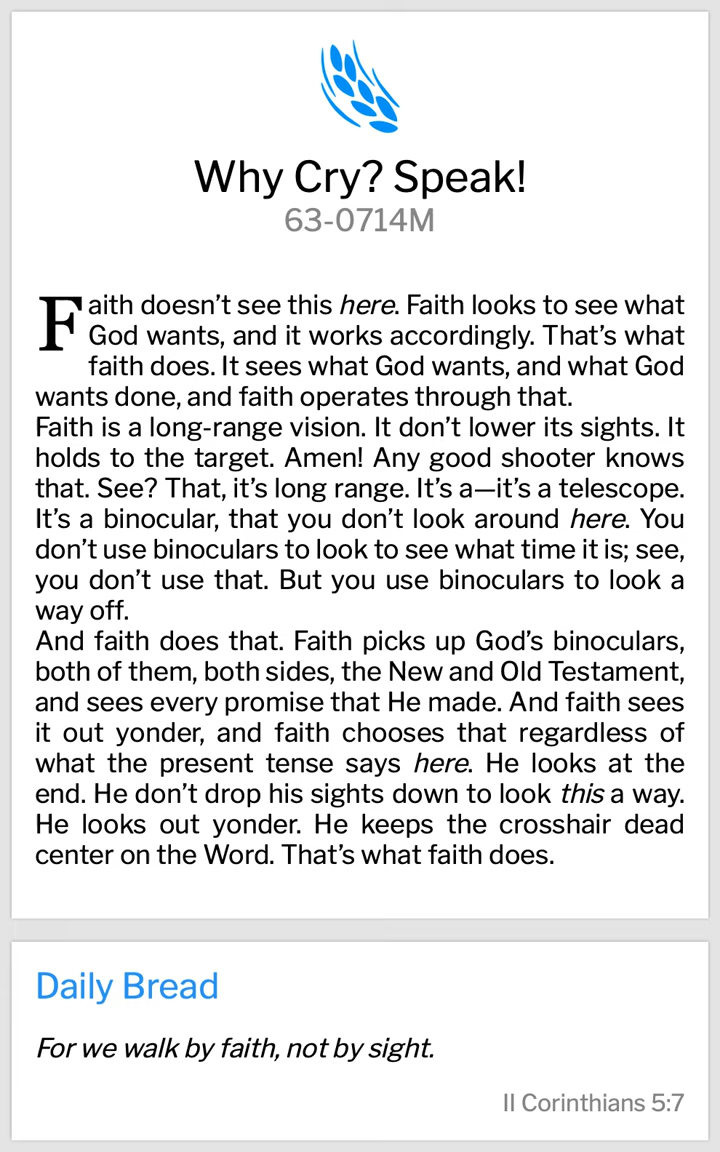 Why Cry? Speak!
63-0714M
Faith doesn’t see this here. Faith looks to see what
God wants, and it works accordingly. That’s what
faith does. It sees what God wants, and what God
wants done, and faith operates through that.
Faith is a long-range vision. It don’t lower its sights. It
holds to the target. Amen! Any good shooter knows
that. See? That, it’s long range. It’s a—it’s a telescope.
It’s a binocular, that you don’t look around here. You
don’t use binoculars to look to see what time it is; see,
you don’t use that. But you use binoculars to look a
way off.
And faith does that. Faith picks up God’s binoculars,
both of them, both sides, the New and Old Testament,
and sees every promise that He made. And faith sees
it out yonder, and faith chooses that regardless of
what the present tense says here. He looks at the
end. He don’t drop his sights down to look this a way.
He looks out yonder. He keeps the crosshair dead
center on the Word. That’s what faith does.
Daily Bread
For we walk by faith, not by sight.
II Corinthians 5:7